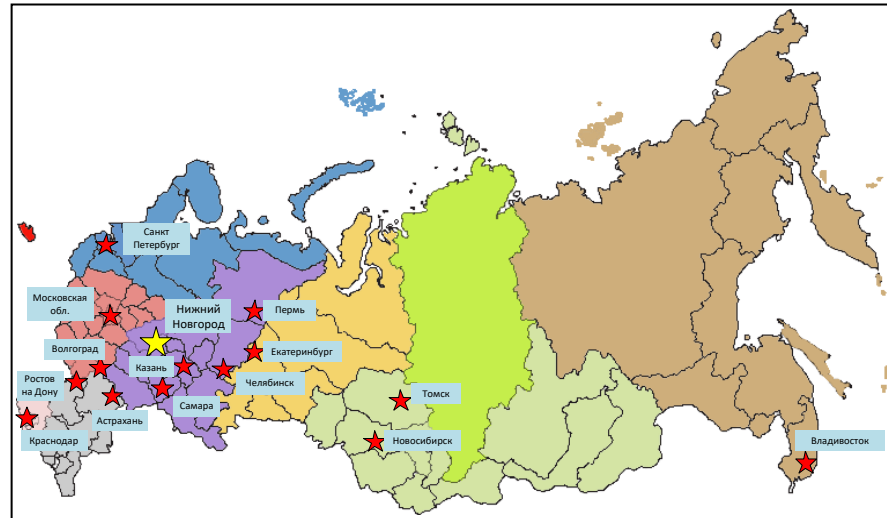 Санкт
Петербург
Московская
обл.
Нижний
Новгород
Пермь
Волгоград
Казань
Екатеринбург
Ростов
на Дону
Челябинск
Томск
Самара
Астрахань
Краснодар
Новосибирск
Владивосток